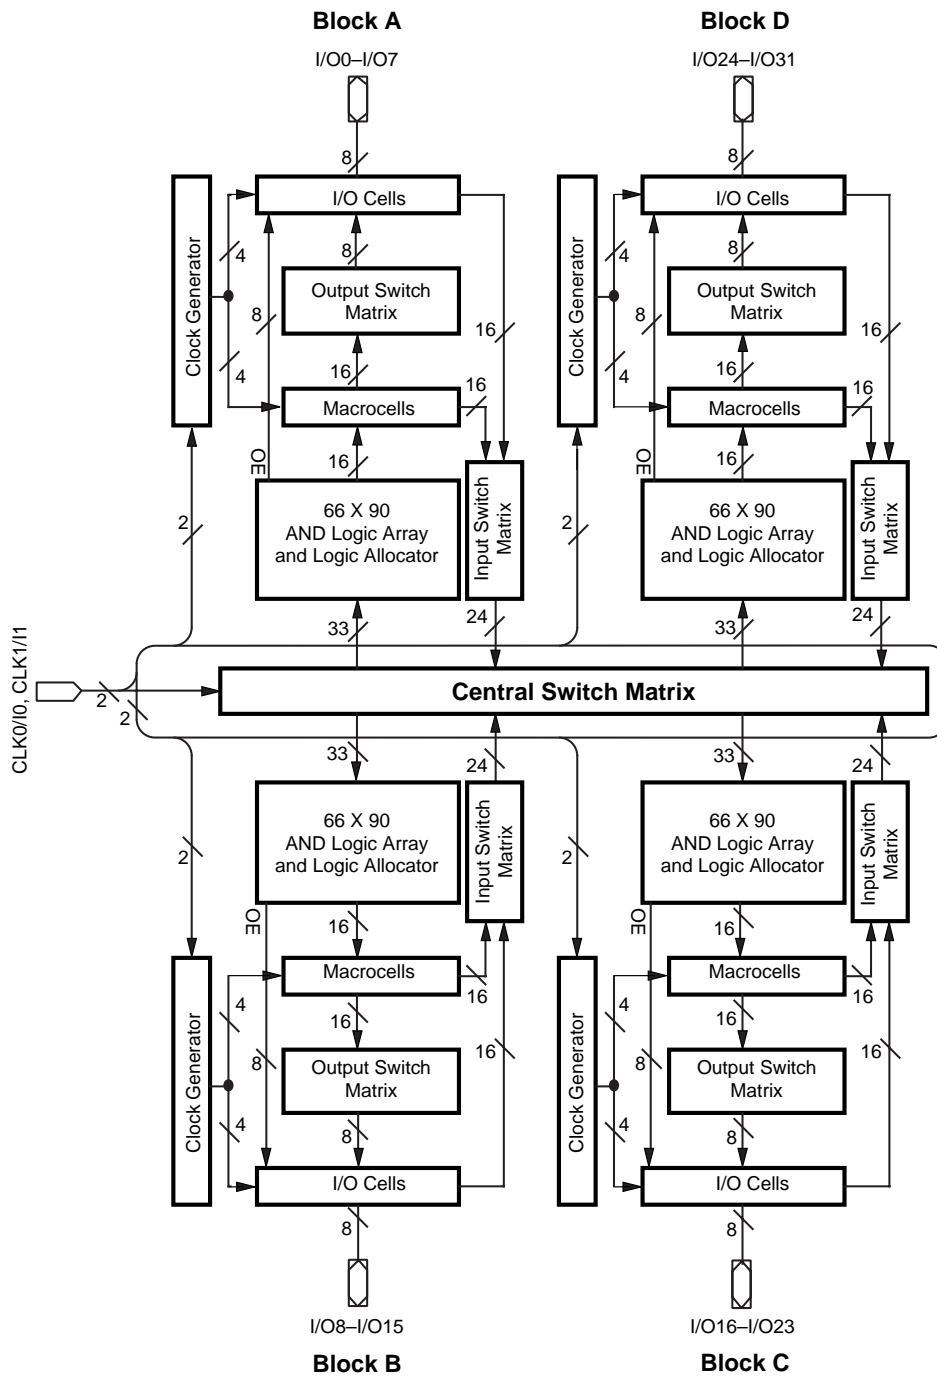 Block A
Block D
I/O0–I/O7
I/O24–I/O31
8
8
I/O Cells
I/O Cells
Clock Generator
4
8
Clock Generator
4
8
Output Switch
Matrix
Output Switch
Matrix
8
16
8
16
4
16
16
4
16
16
Macrocells
Macrocells
OE
16
OE
16
66 X 90
AND Logic Array
and Logic Allocator
Input Switch
Matrix
66 X 90
AND Logic Array
and Logic Allocator
Input Switch
Matrix
2
2
33
24
33
24
CLK0/I0, CLK1/I1
2
2
Central Switch Matrix
33
24
33
24
66 X 90
AND Logic Array
and Logic Allocator
Input Switch
Matrix
66 X 90
AND Logic Array
and Logic Allocator
Input Switch
Matrix
2
2
OE
16
OE
16
Macrocells
Macrocells
16
16
Clock Generator
4
16
Clock Generator
4
16
8
16
8
16
Output Switch
Matrix
Output Switch
Matrix
4
8
4
8
I/O Cells
I/O Cells
8
8
I/O8–I/O15
I/O16–I/O23
Block B
Block C